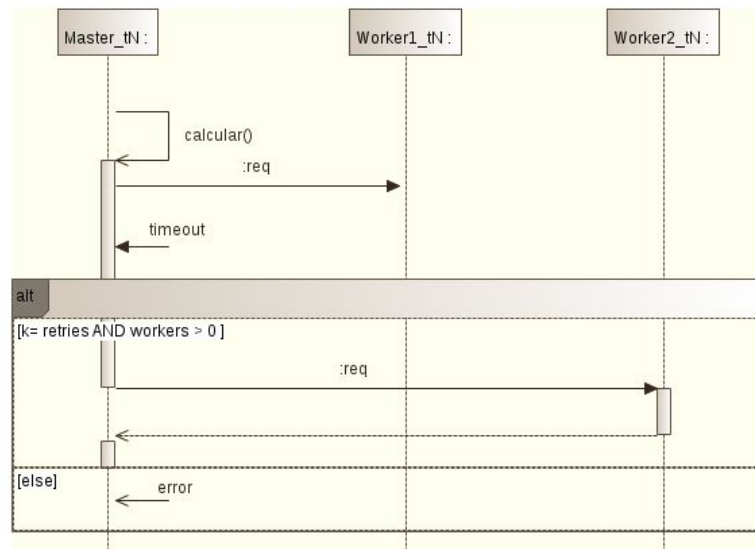 Master_tN :
Worker1_tN :
Worker2_tN :
calcular()
:req
timeout
alt
[k= retries AND workers > 0 ]
:req
[else]
error